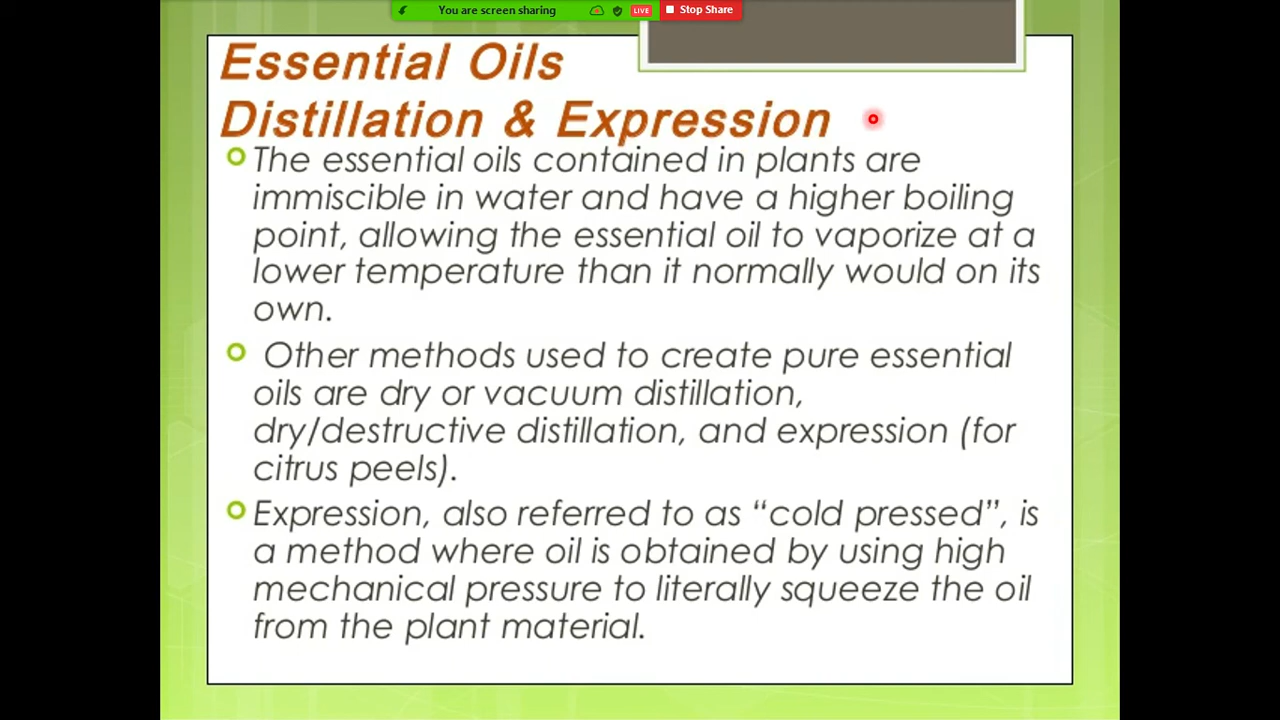 You are screen sharing LIVE Stop Share
Essential Oils
Distillation & Expression
The essential oils contained in plants are
immiscible in water and have a higher boiling
point, allowing the essential oil to vaporize at a
lower temperature than it normally would on its
own.
Other methods used to create pure essential
oils are dry or vacuum distillation,
dry/destructive distillation, and expression (for
citrus peels).
Expression, also referred to as “cold pressed”, is
a method where oil is obtained by using high
mechanical pressure to literally squeeze the oil
from the plant material.